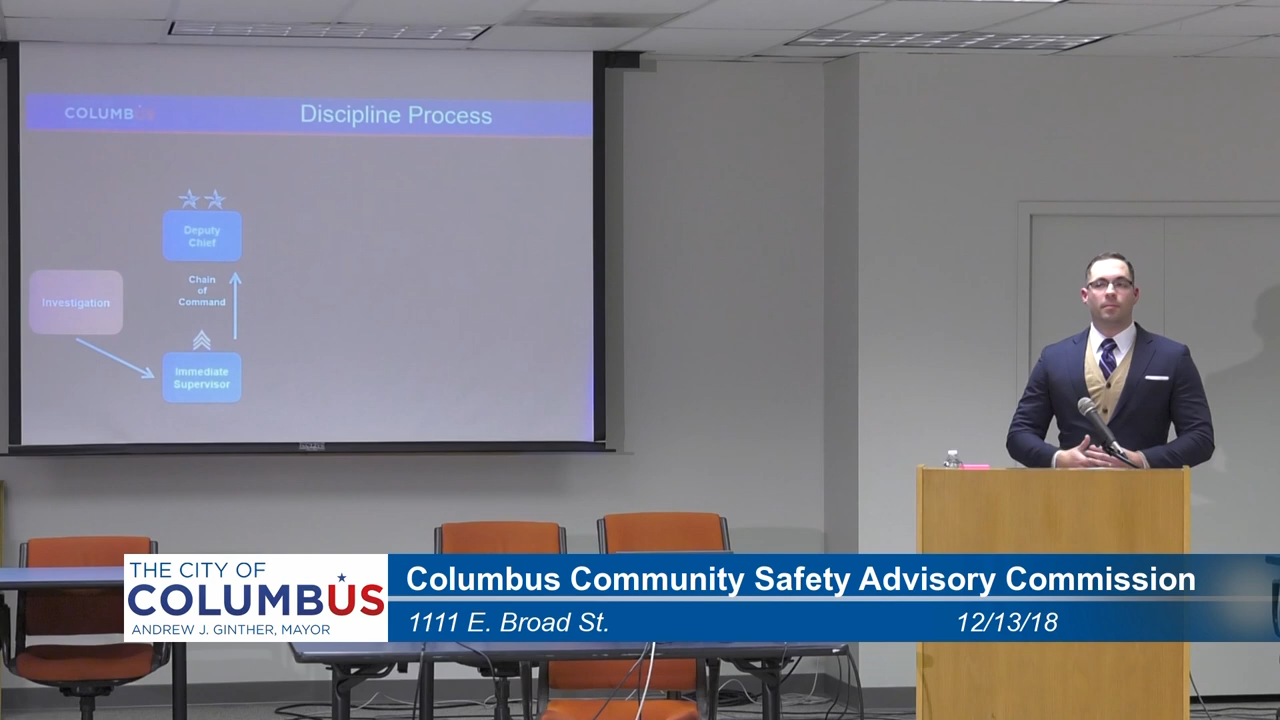 COLUMBUS
Discipline Process
Deputy
Chief
Chain
of
Command
Investigation
Immediate
Supervisor
THE CITY OF
COLUMBUS
ANDREW J. GINTHER, MAYOR
Columbus Community Safety Advisory Commission
1111 E. Broad St.
12/13/18